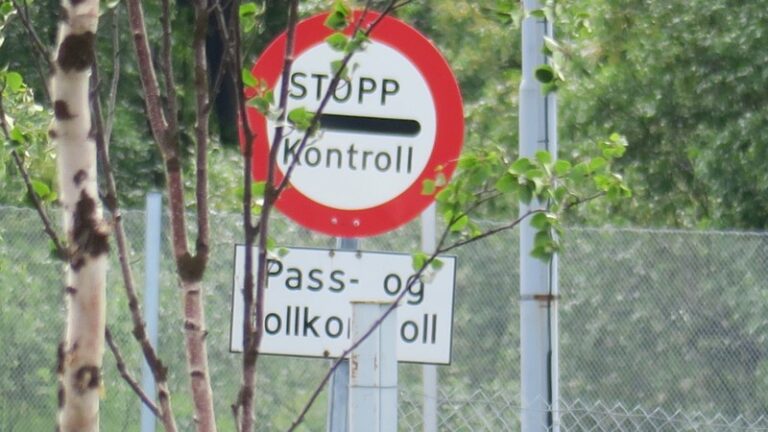 STOPP
Kontroll
Pass- og